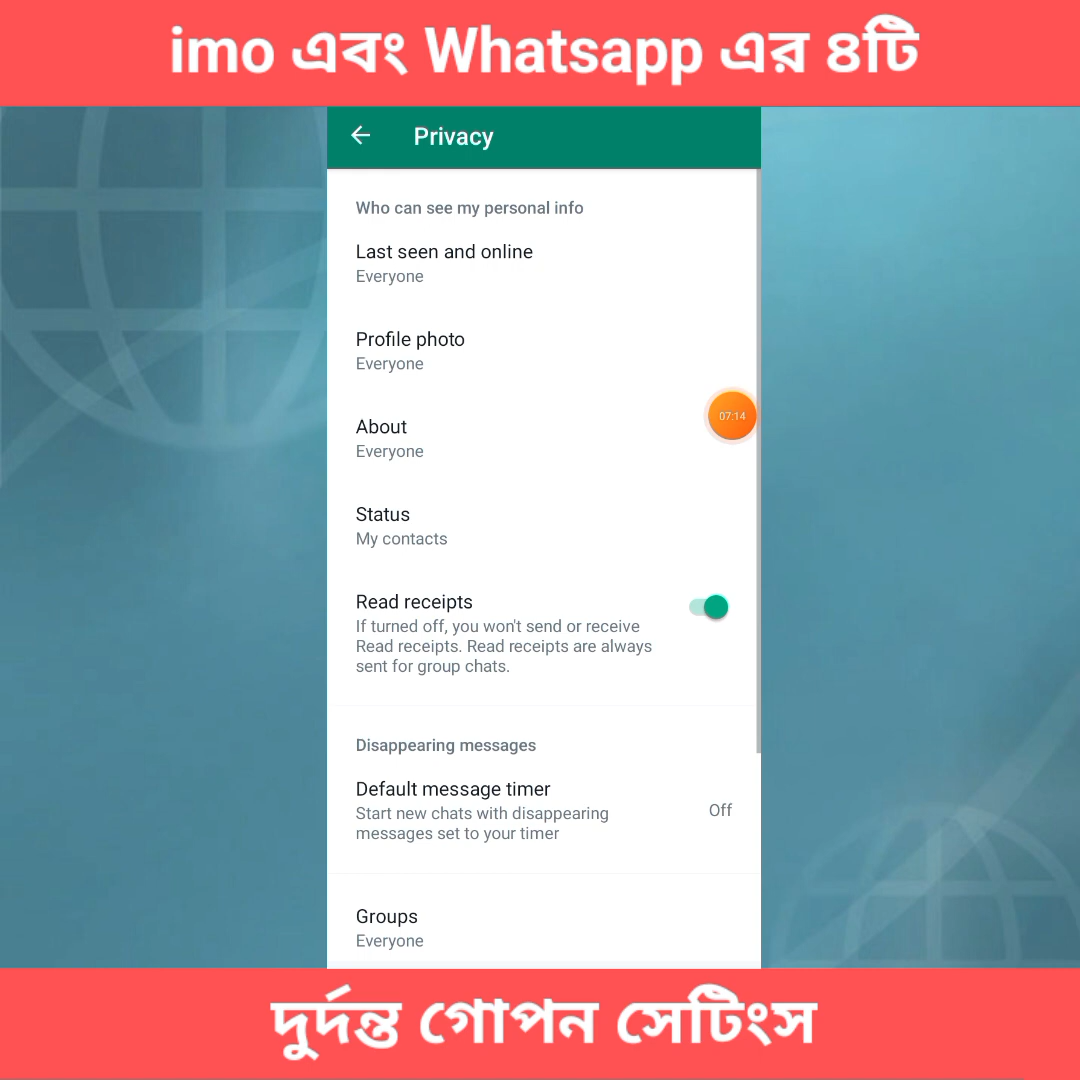 imo এবং Whatsapp এর ৪টি
Privacy
Who can see my personal info
Last seen and online
Everyone
Profile photo
Everyone
07:14
About
Everyone
Status
My contacts
Read receipts
If turned off, you won't send or receive
Read receipts. Read receipts are always
sent for group chats.
Disappearing messages
Default message timer
Start new chats with disappearing
messages set to your timer
Off
Groups
Everyone
দুর্দন্ত গোপন সেটিংস